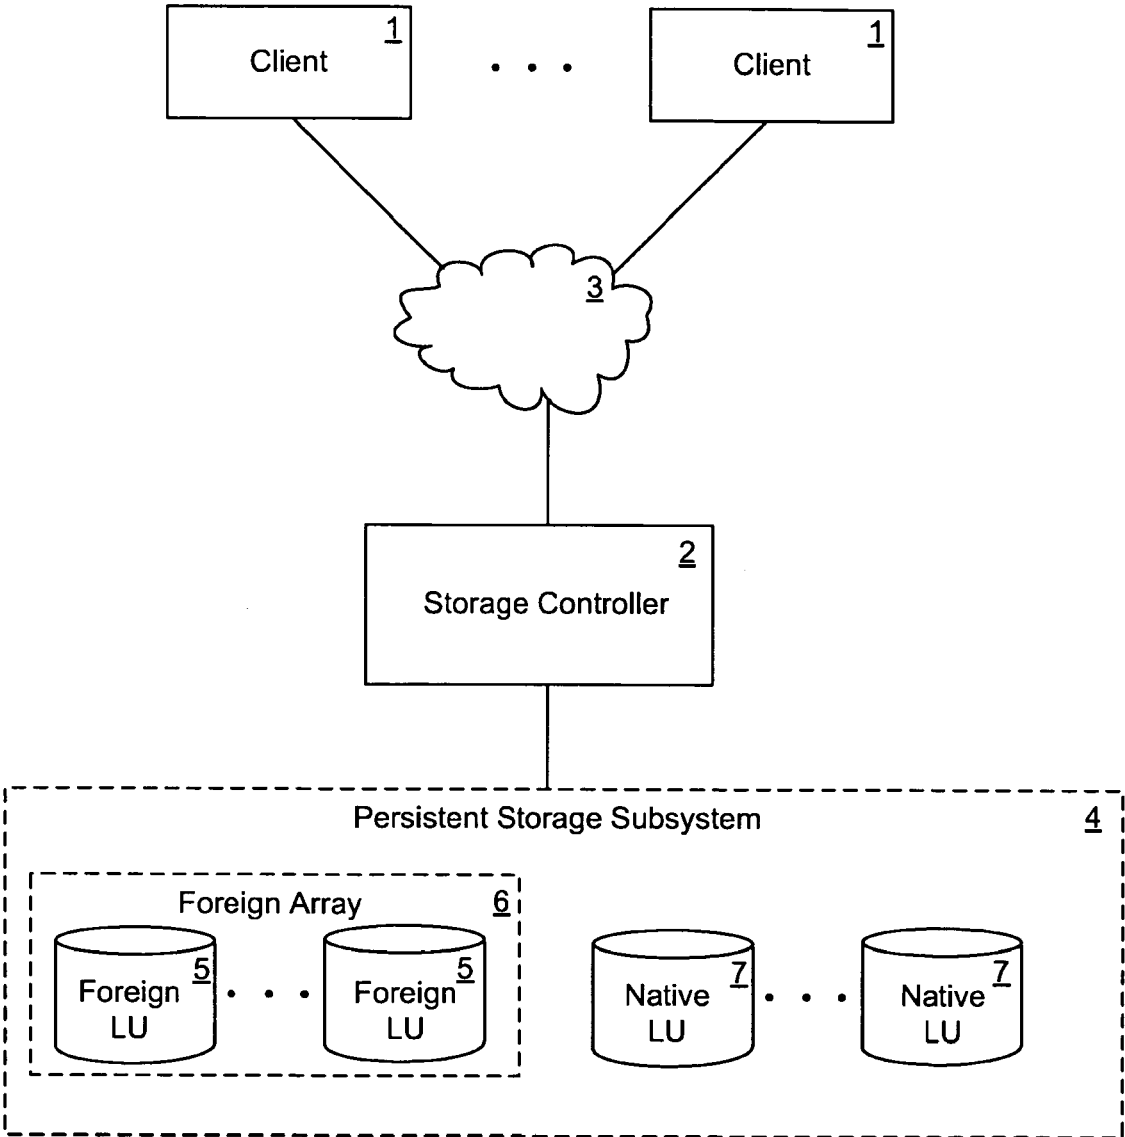 1
Client
1
Client
3
2
Storage Controller
Persistent Storage Subsystem
4
Foreign Array
6
5
Foreign
LU
5
Foreign
LU
7
Native
LU
7
Native
LU